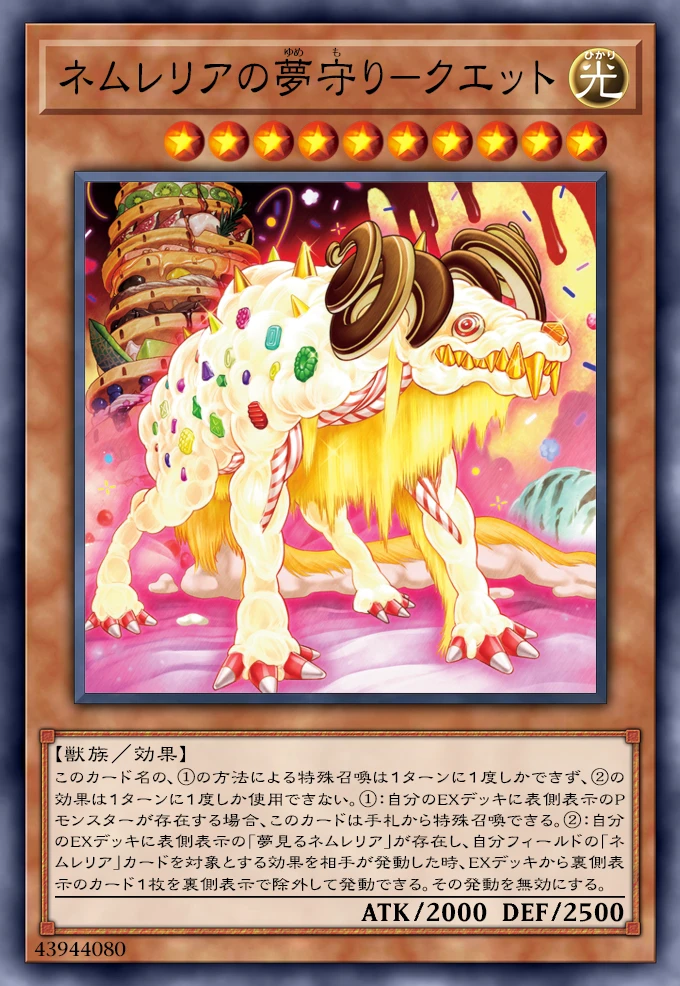 ネムレリアの夢守りークエット
ゆめ も
光
ひかり
【獣族／効果】
このカード名の、①の方法による特殊召喚は1ターンに1度しかできず、②の
効果は1ターンに1度しか使用できない。①：自分のEXデッキに表側表示のP
モンスターが存在する場合、このカードは手札から特殊召喚できる。②：自分
のEXデッキに表側表示の「夢見るネムレリア」が存在し、自分フィールドの「ネ
ムレリア」カードを対象とする効果を相手が発動した時、EXデッキから裏側表
示のカード1枚を裏側表示で除外して発動できる。その発動を無効にする。
ATK/2000 DEF/2500
43944080